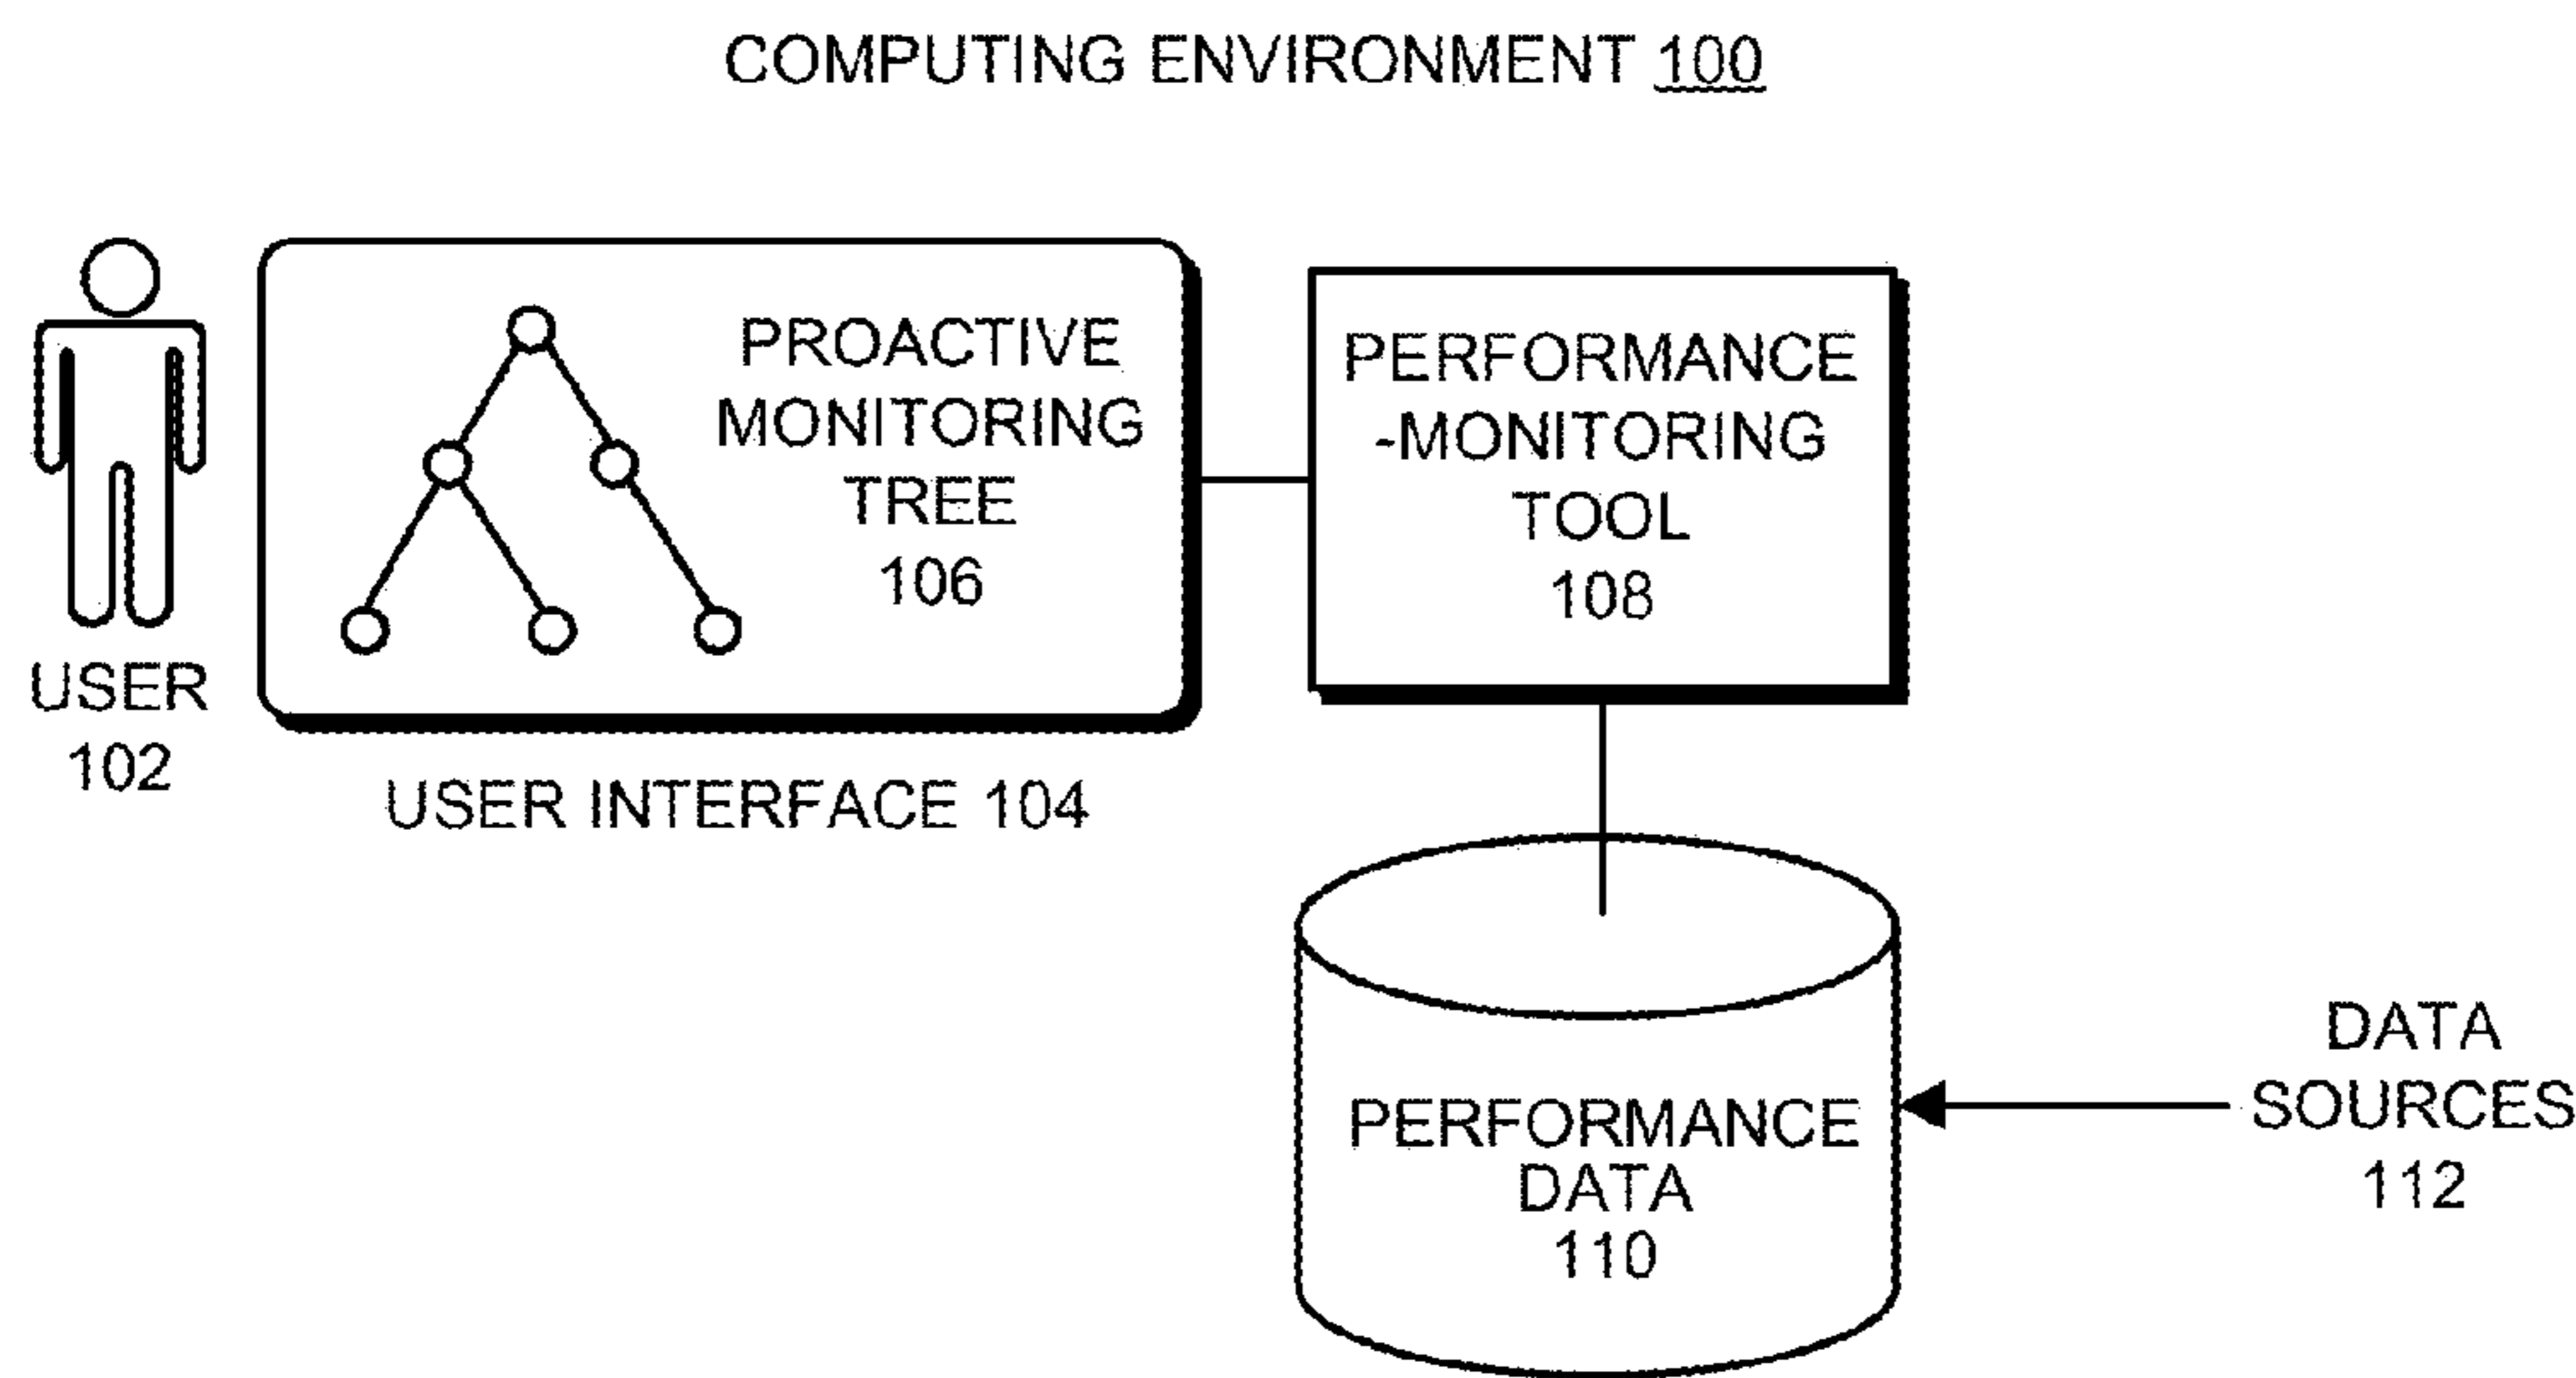 COMPUTING ENVIRONMENT 100
PROACTIVE
MONITORING
TREE
106
PERFORMANCE
-MONITORING
TOOL
108
USER
102
USER INTERFACE 104
PERFORMANCE
DATA
110
DATA
SOURCES
112